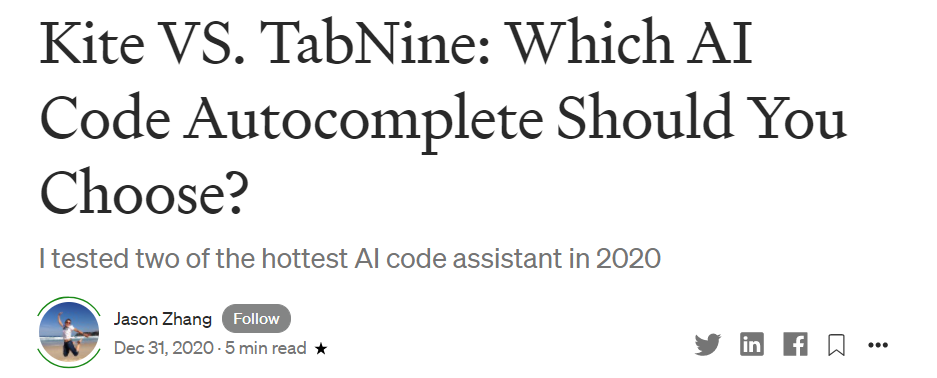 Kite VS. TabNine: Which AI
Code Autocomplete Should You
Choose?
I tested two of the hottest AI code assistant in 2020
Jason Zhang Follow
Dec 31, 2020 · 5 min read ★